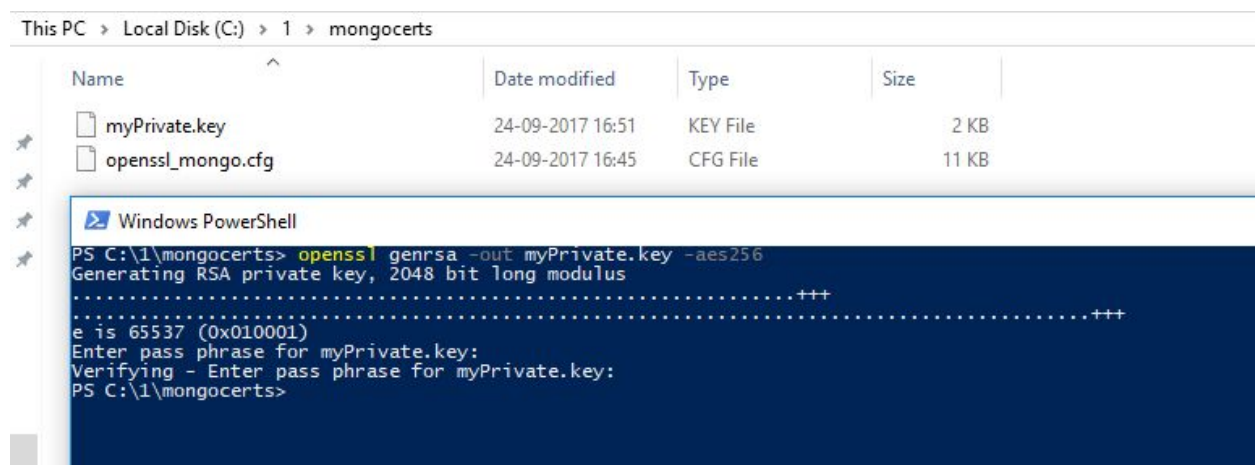 This PC > Local Disk (C:) > 1 > mongocerts
Name Date modified Type Size
myPrivate.key 24-09-2017 16:51 KEY File 2 KB
openssl_mongo.cfg 24-09-2017 16:45 CFG File 11 KB
Windows PowerShell
PS C:\1\mongocerts> openssl genrsa -out myPrivate.key -aes256
Generating RSA private key, 2048 bit long modulus
................................................................+++
..........................................................................................+++
e is 65537 (0x010001)
Enter pass phrase for myPrivate.key:
Verifying - Enter pass phrase for myPrivate.key:
PS C:\1\mongocerts>